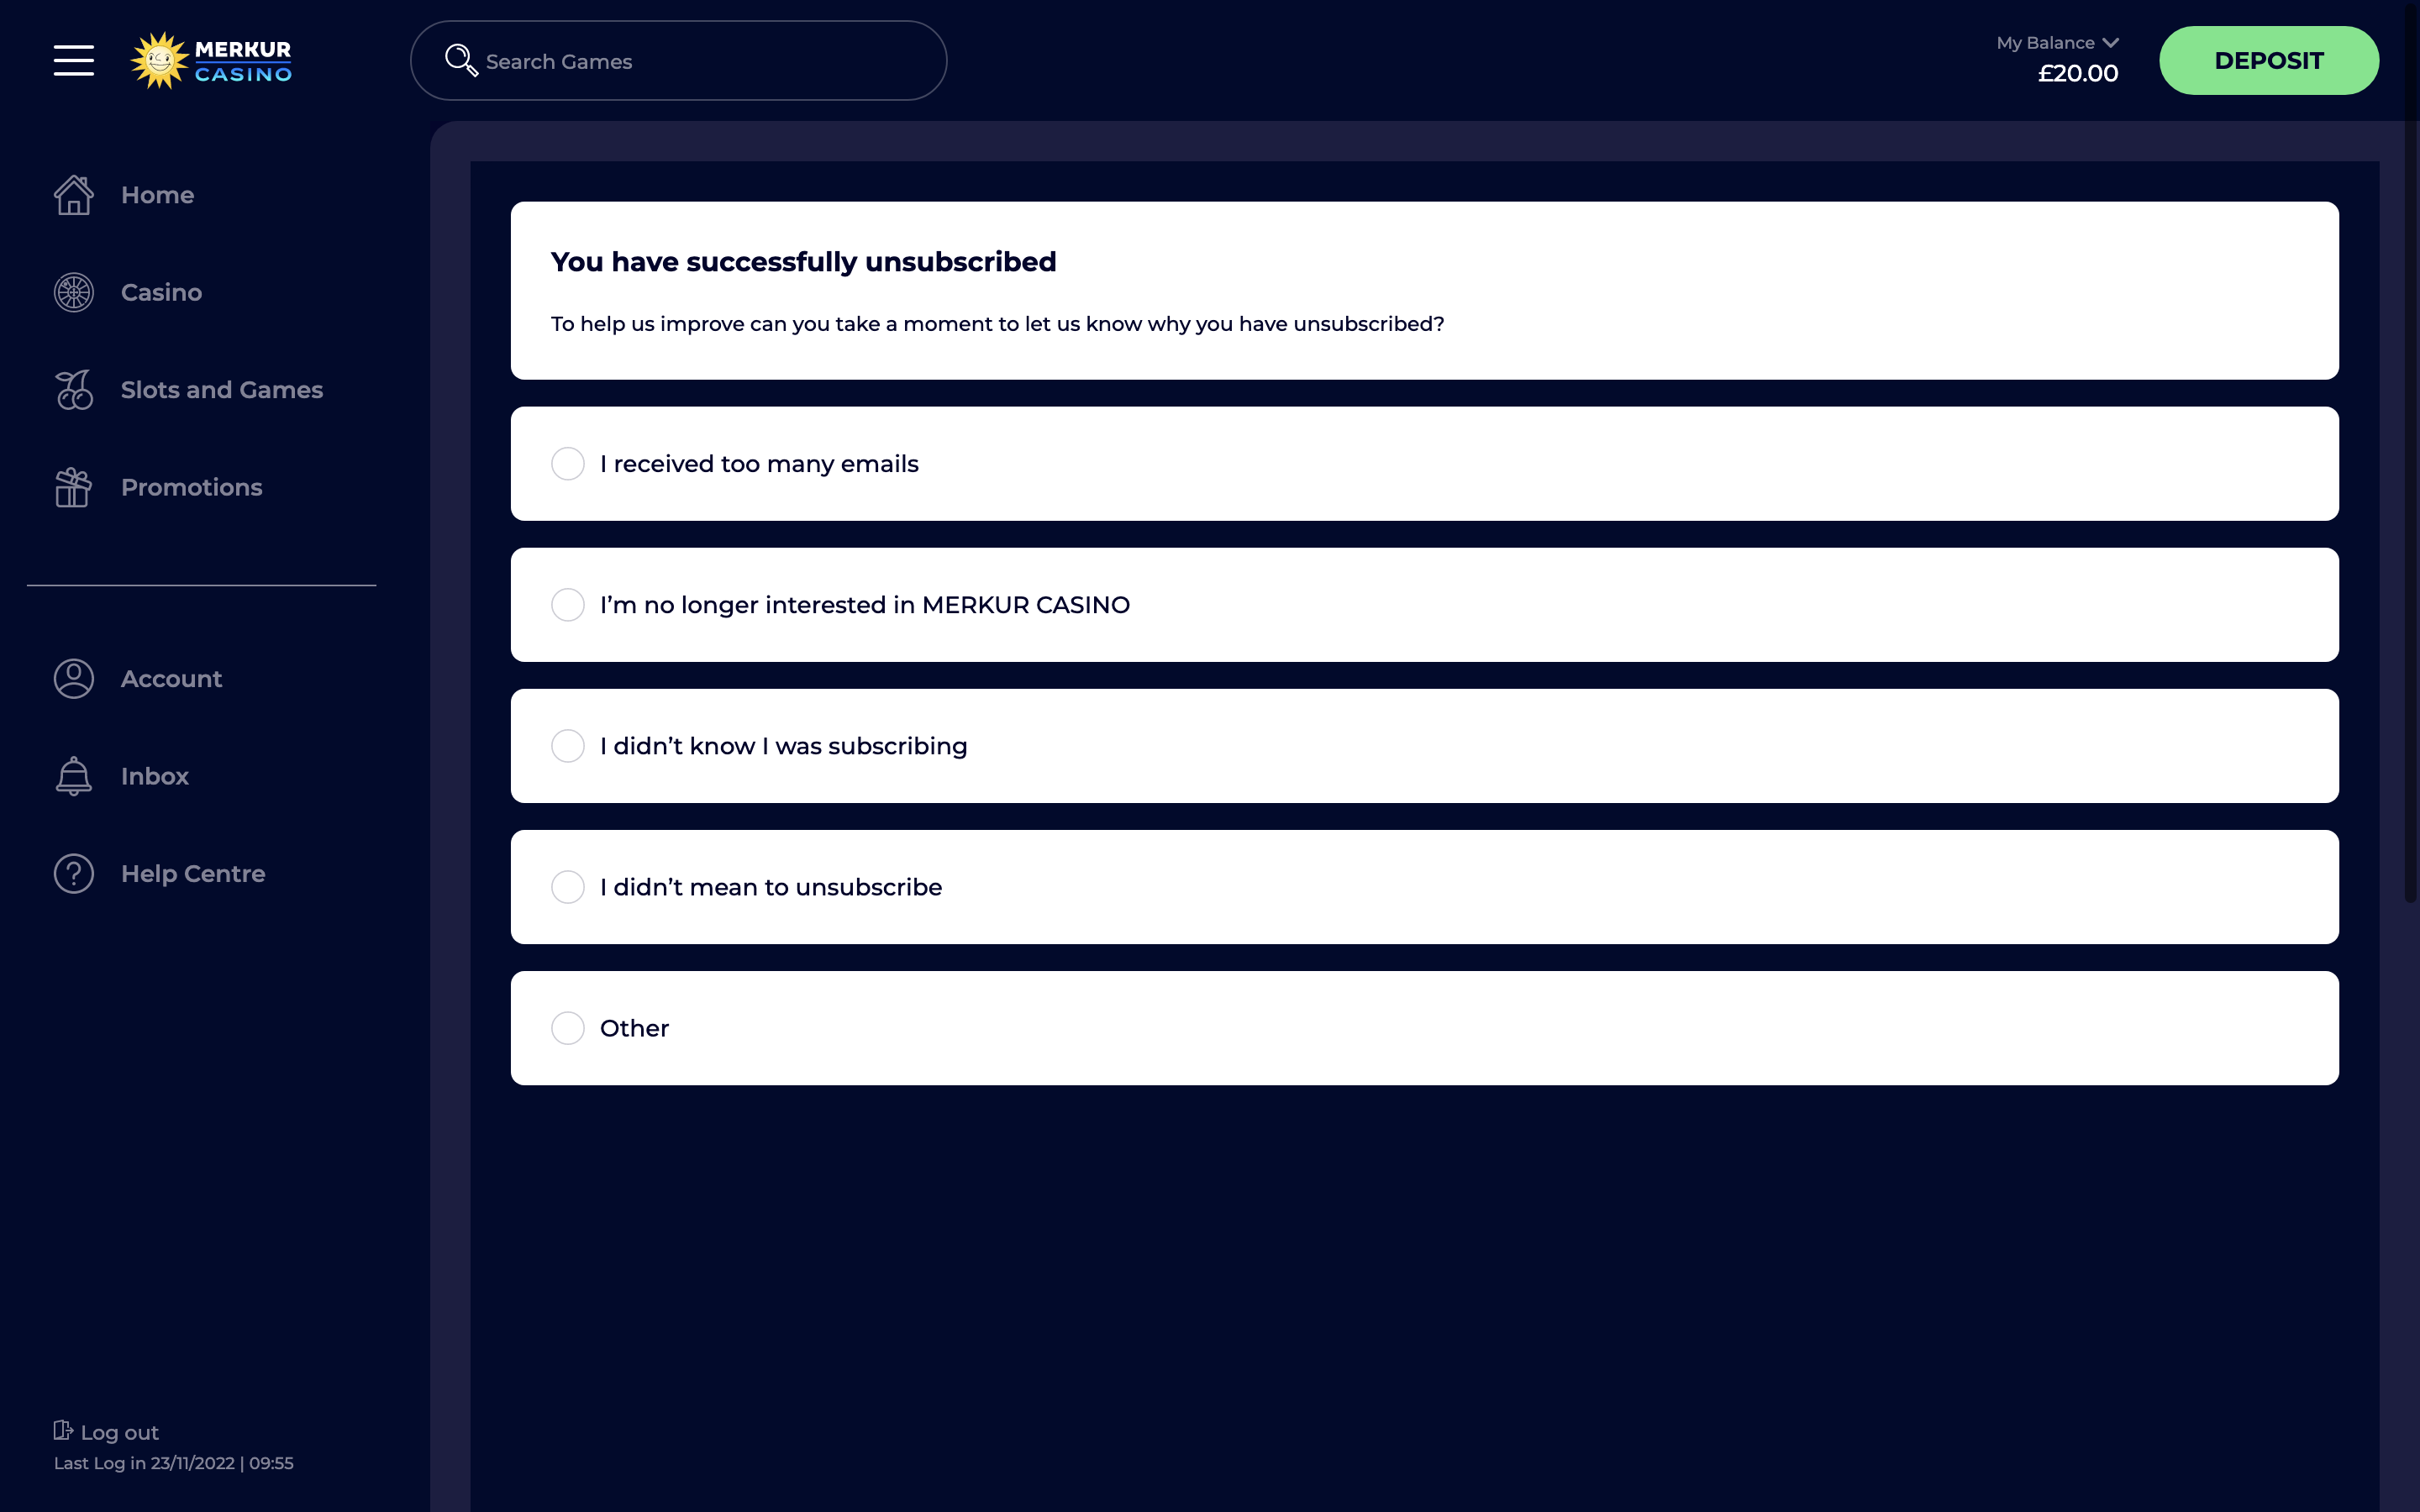 MERKUR
CASINO
Search Games
My Balance
£20.00
DEPOSIT
Home
Casino
Slots and Games
Promotions
Account
Inbox
Help Centre
Log out
Last Log in 23/11/2022 | 09:55
You have successfully unsubscribed
To help us improve can you take a moment to let us know why you have unsubscribed?
I received too many emails
I’m no longer interested in MERKUR CASINO
I didn’t know I was subscribing
I didn’t mean to unsubscribe
Other